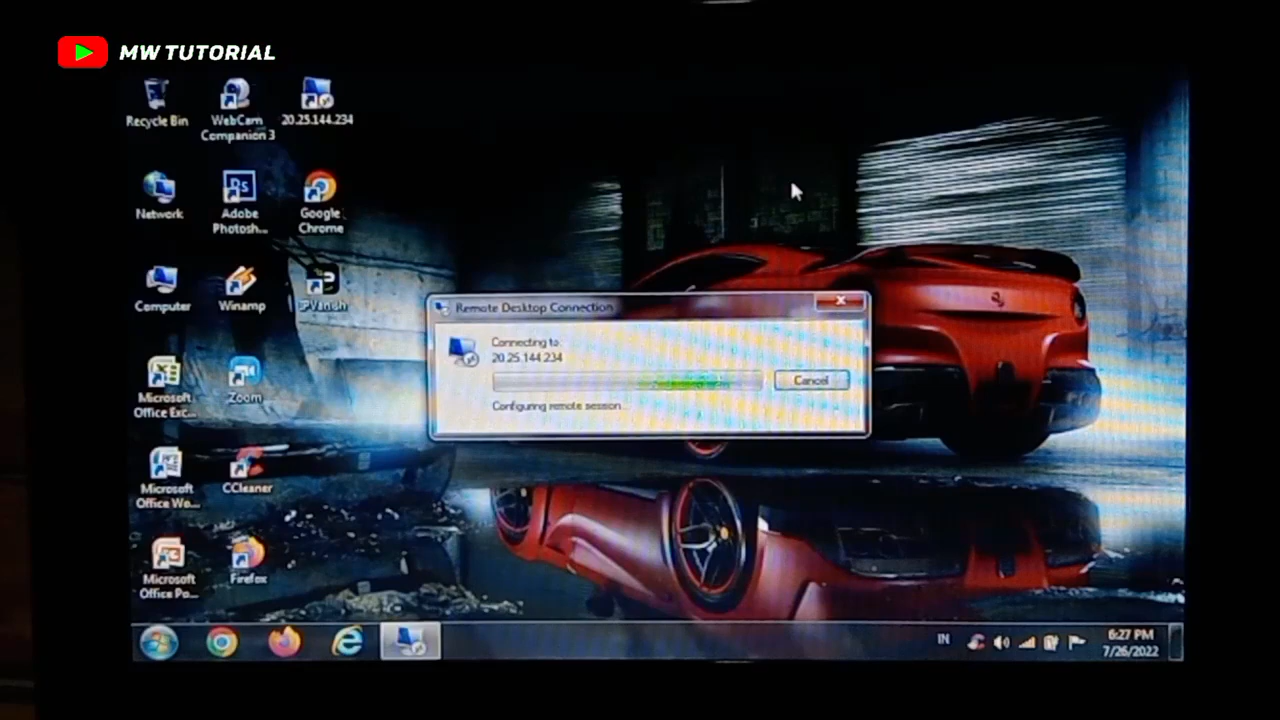 MW TUTORIAL
Recycle Bin
WebCam
Companion 3
20.25.144.234
Network
Adobe
Photosh...
Google
Chrome
Computer
Winamp
IPVanish
Microsoft
Office Exc...
Zoom
Microsoft
Office Wo...
CCleaner
Microsoft
Office Po...
Firefox
Remote Desktop Connection
Connecting to:
20.25.144.234
Cancel
Configuring remote session...
IN
6:27 PM
7/26/2022